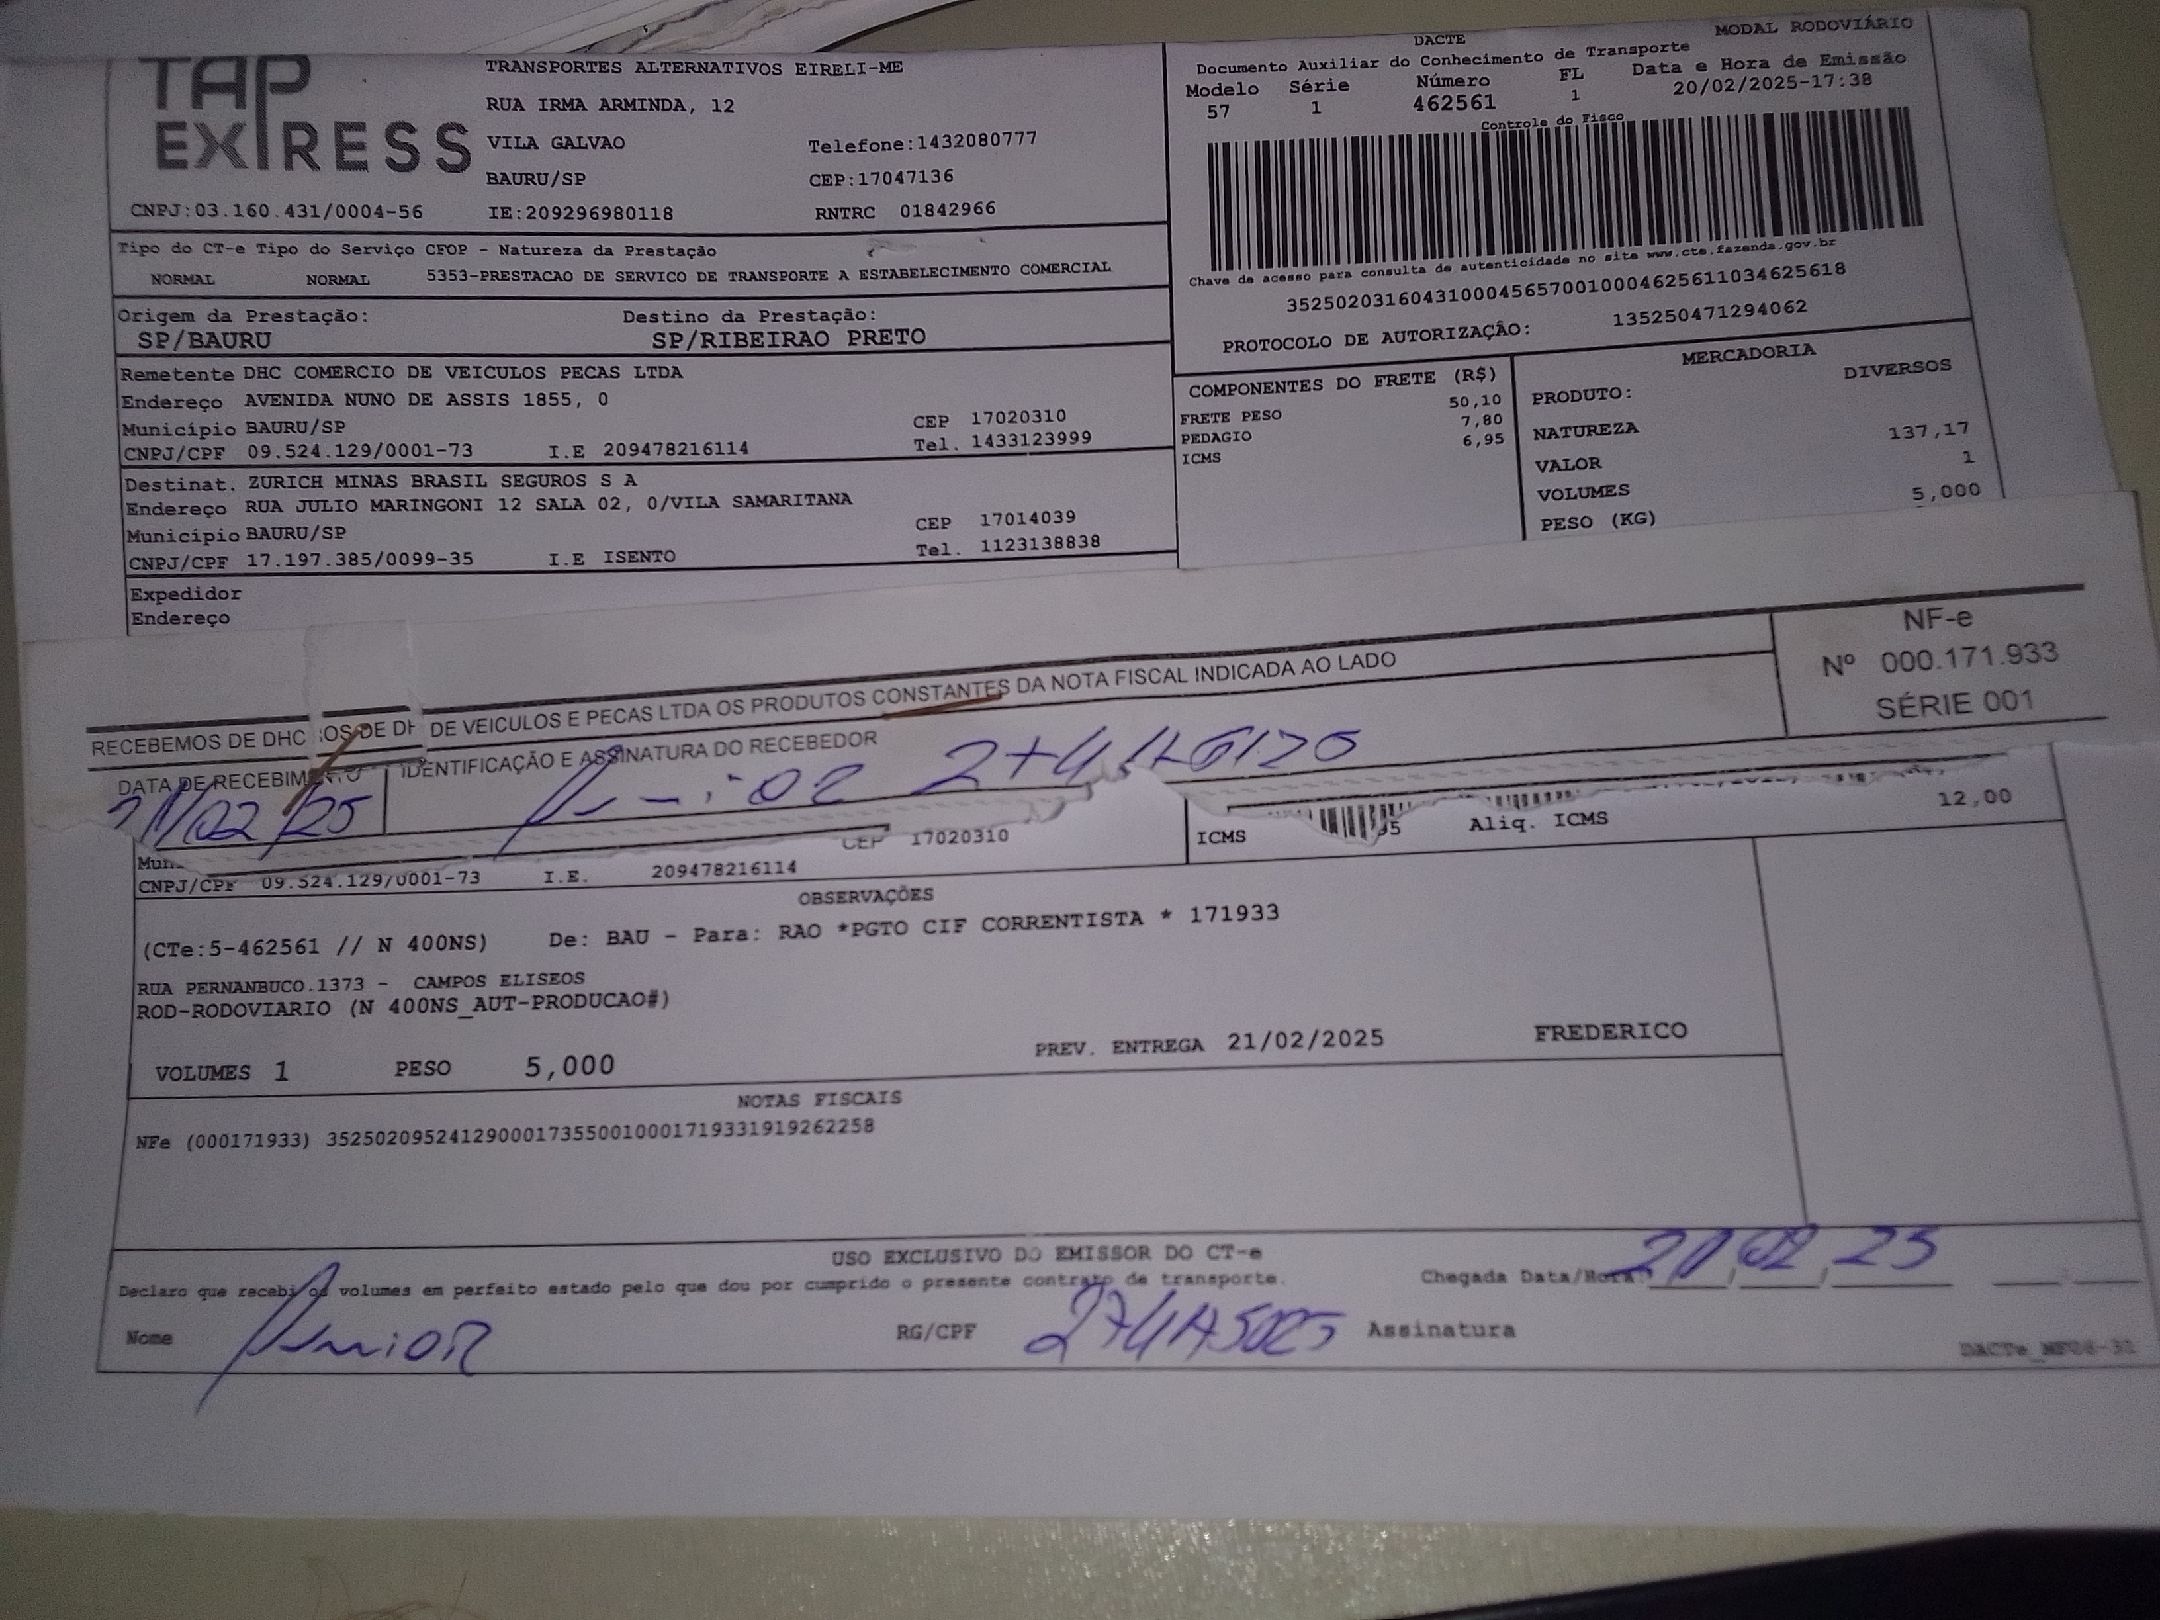 TAP EXPRESS
TRANSPORTES ALTERNATIVOS EIRELI-ME
RUA IRMA ARMINDA, 12
VILA GALVAO Telefone:1432080777
BAURU/SP CEP:17047136
CNPJ:03.160.431/0004-56 IE:209296980118 RNTRC 01842966
DACTE MODAL RODOVIÁRIO
Documento Auxiliar do Conhecimento de Transporte
Modelo Série Número FL Data e Hora de Emissão
57 1 462561 1 20/02/2025-17:38
Controle do Fisco
Chave de acesso para consulta de autenticidade no site www.cte.fazenda.gov.br
35250203160431000456570010004625611034625618
PROTOCOLO DE AUTORIZAÇÃO: 135250471294062
Tipo do CT-e Tipo do Serviço CFOP - Natureza da Prestação
NORMAL NORMAL 5353-PRESTACAO DE SERVICO DE TRANSPORTE A ESTABELECIMENTO COMERCIAL
Origem da Prestação: Destino da Prestação:
SP/BAURU SP/RIBEIRAO PRETO
Remetente DHC COMERCIO DE VEICULOS PECAS LTDA
Endereço AVENIDA NUNO DE ASSIS 1855, 0
Município BAURU/SP CEP 17020310
CNPJ/CPF 09.524.129/0001-73 I.E 209478216114 Tel. 1433123999
Destinat. ZURICH MINAS BRASIL SEGUROS S A
Endereço RUA JULIO MARINGONI 12 SALA 02, 0/VILA SAMARITANA
Município BAURU/SP CEP 17014039
CNPJ/CPF 17.197.385/0099-35 I.E ISENTO Tel. 1123138838
Expedidor
Endereço
COMPONENTES DO FRETE (R$)
FRETE PESO 50,10
PEDAGIO 7,80
ICMS 6,95
MERCADORIA
PRODUTO: DIVERSOS
NATUREZA
VALOR 137,17
VOLUMES 1
PESO (KG) 5,000
RECEBEMOS DE DHC OS DE DH DE VEICULOS E PECAS LTDA OS PRODUTOS CONSTANTES DA NOTA FISCAL INDICADA AO LADO
NF-e
Nº 000.171.933
SÉRIE 001
DATA DE RECEBIMENTO IDENTIFICAÇÃO E ASSINATURA DO RECEBEDOR
21/02/25 Junior
CEP 17020310 ICMS Aliq. ICMS 12,00
CNPJ/CPF 09.524.129/0001-73 I.E. 209478216114
OBSERVAÇÕES
(CTe:5-462561 // N 400NS) De: BAU - Para: RAO *PGTO CIF CORRENTISTA * 171933
RUA PERNANBUCO.1373 - CAMPOS ELISEOS
ROD-RODOVIARIO (N 400NS_AUT-PRODUCAO#)
VOLUMES 1 PESO 5,000 PREV. ENTREGA 21/02/2025 FREDERICO
NOTAS FISCAIS
NFe (000171933) 35250209524129000173550010001719331919262258
USO EXCLUSIVO DO EMISSOR DO CT-e
Declaro que recebi os volumes em perfeito estado pelo que dou por cumprido o presente contrato de transporte. Chegada Data/Hora: 21 02 25
Nome Junior RG/CPF Assinatura